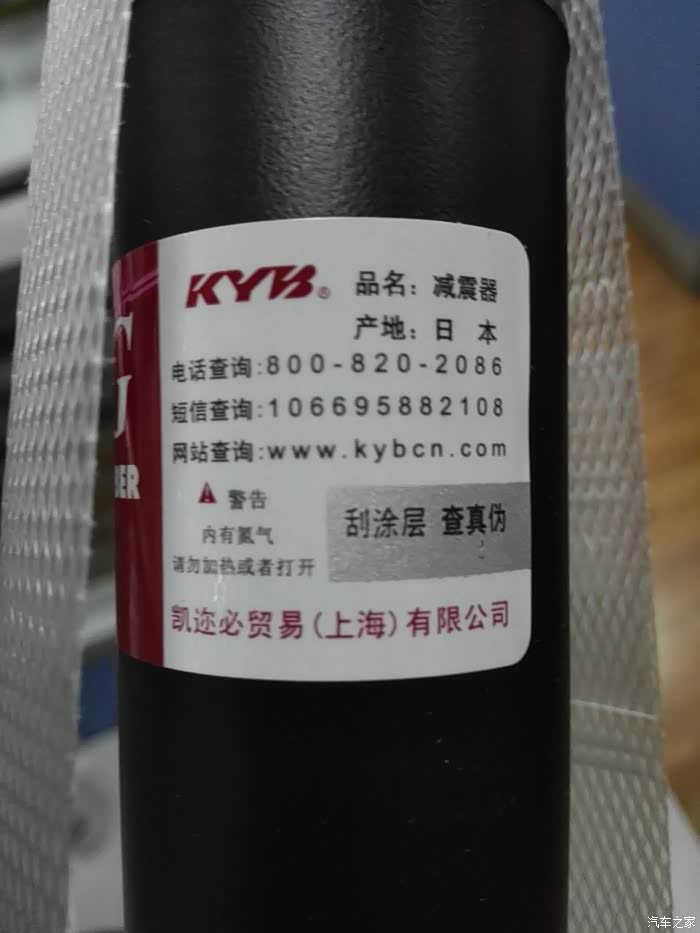 KYB® 品名：减震器
产地：日 本
电话查询:800-820-2086
短信查询:106695882108
网站查询:www.kybcn.com
警告
内有氮气
请勿加热或者打开
刮涂层 查真伪
凯迩必贸易(上海)有限公司
汽车之家